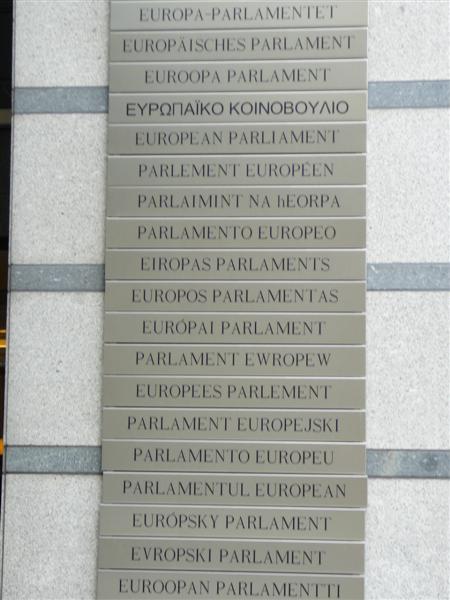 EUROPA-PARLAMENTET
EUROPÄISCHES PARLAMENT
EUROOPA PARLAMENT
ΕΥΡΩΠΑΪΚΟ ΚΟΙΝΟΒΟΥΛΙΟ
EUROPEAN PARLIAMENT
PARLEMENT EUROPÉEN
PARLAIMINT NA hEORPA
PARLAMENTO EUROPEO
EIROPAS PARLAMENTS
EUROPOS PARLAMENTAS
EURÓPAI PARLAMENT
PARLAMENT EWROPEW
EUROPEES PARLEMENT
PARLAMENT EUROPEJSKI
PARLAMENTO EUROPEU
PARLAMENTUL EUROPEAN
EURÓPSKY PARLAMENT
EVROPSKI PARLAMENT
EUROOPAN PARLAMENTTI